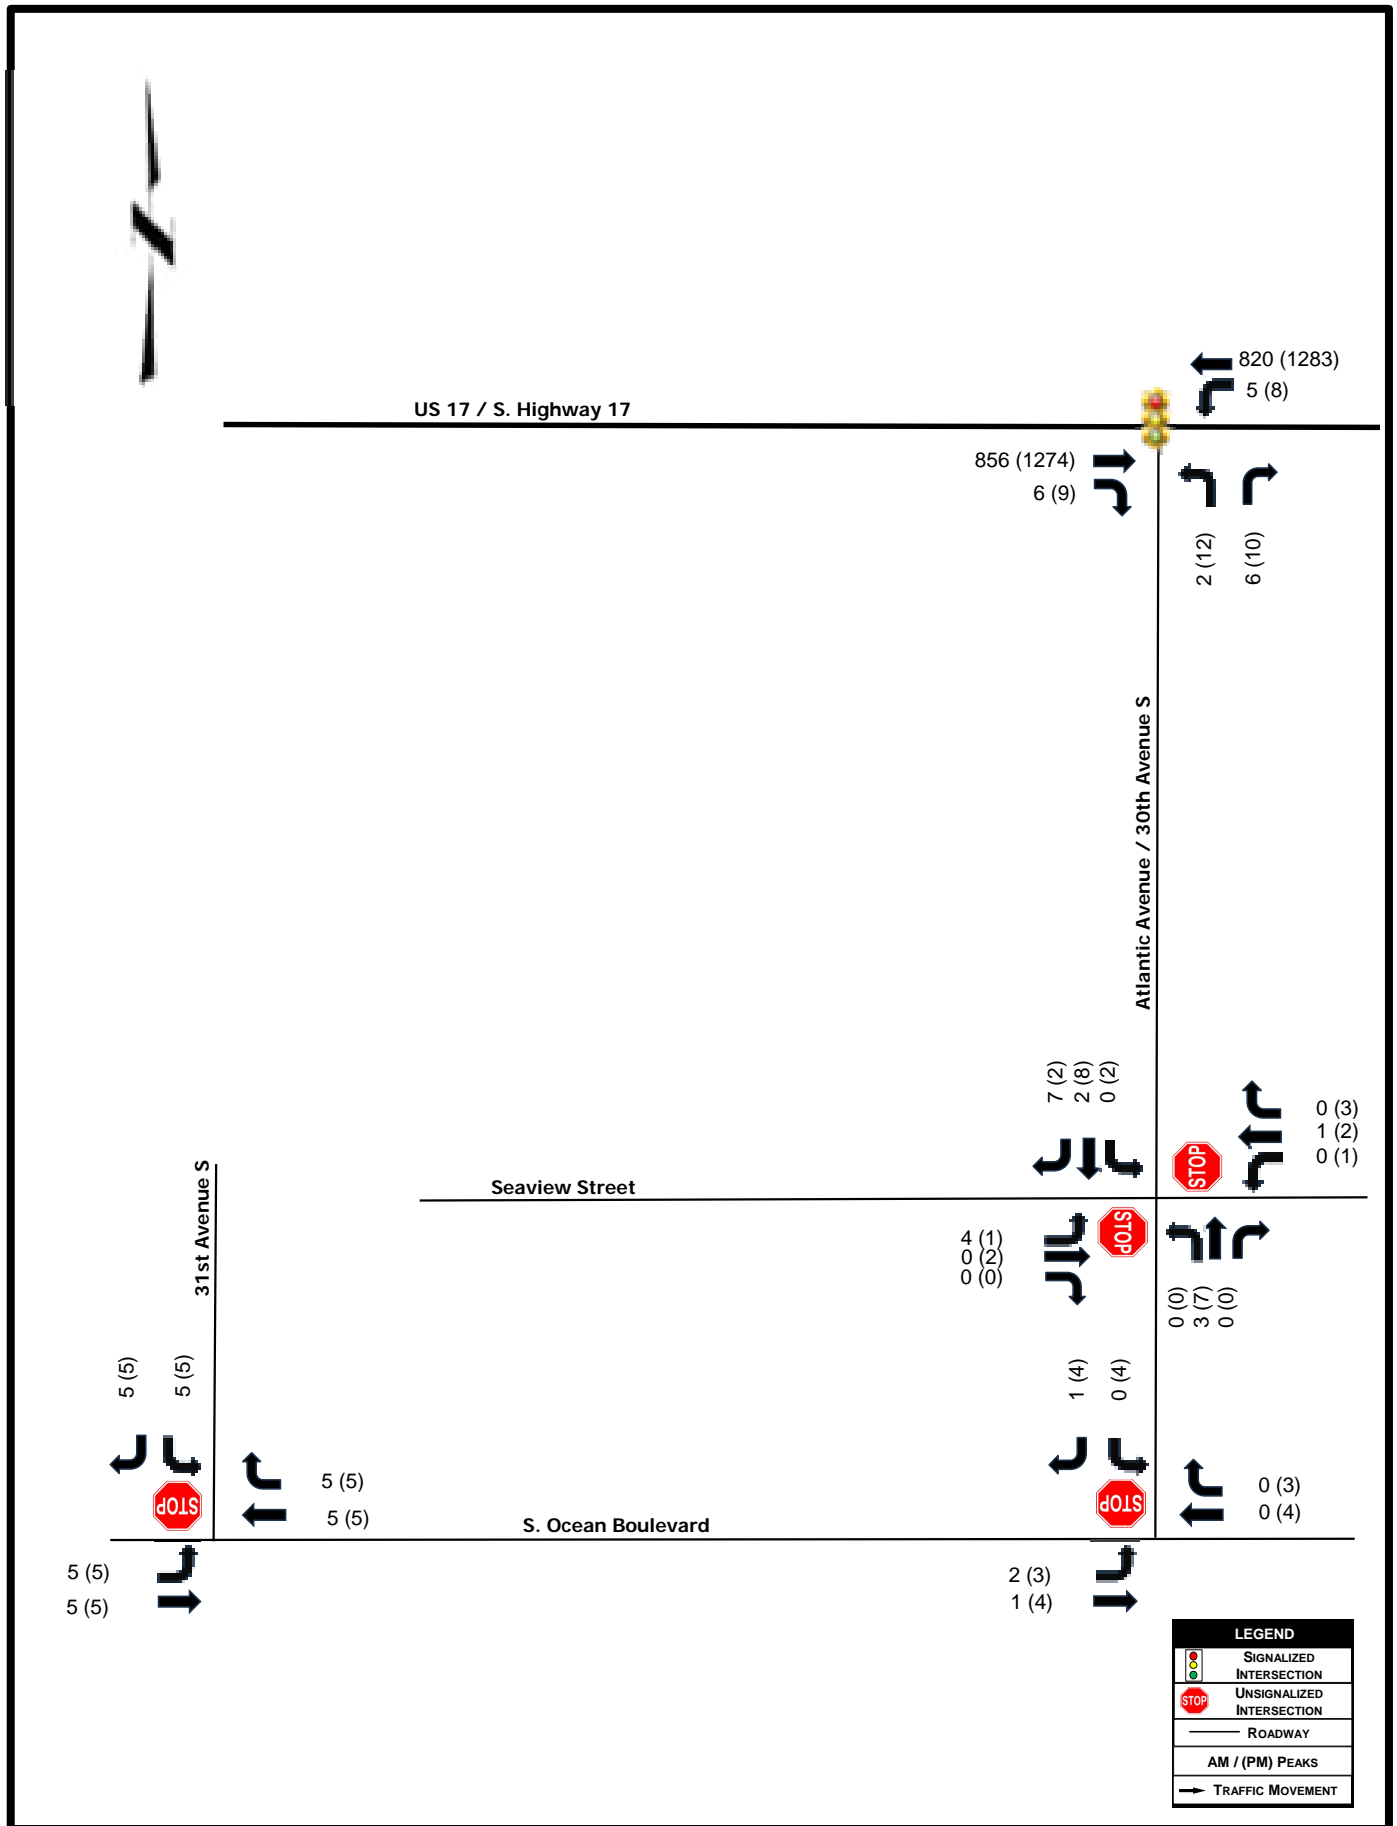 820 (1283)
5 (8)
US 17 / S. Highway 17
856 (1274)
6 (9)
2 (12)
6 (10)
Atlantic Avenue / 30th Avenue S
7 (2)
2 (8)
0 (2)
0 (3)
1 (2)
0 (1)
STOP
31st Avenue S
Seaview Street
STOP
4 (1)
0 (2)
0 (0)
0 (0)
3 (7)
0 (0)
5 (5)
5 (5)
1 (4)
0 (4)
5 (5)
5 (5)
STOP
S. Ocean Boulevard
STOP
0 (3)
0 (4)
5 (5)
5 (5)
2 (3)
1 (4)
LEGEND
SIGNALIZED
INTERSECTION
STOP
UNSIGNALIZED
INTERSECTION
ROADWAY
AM / (PM) PEAKS
TRAFFIC MOVEMENT